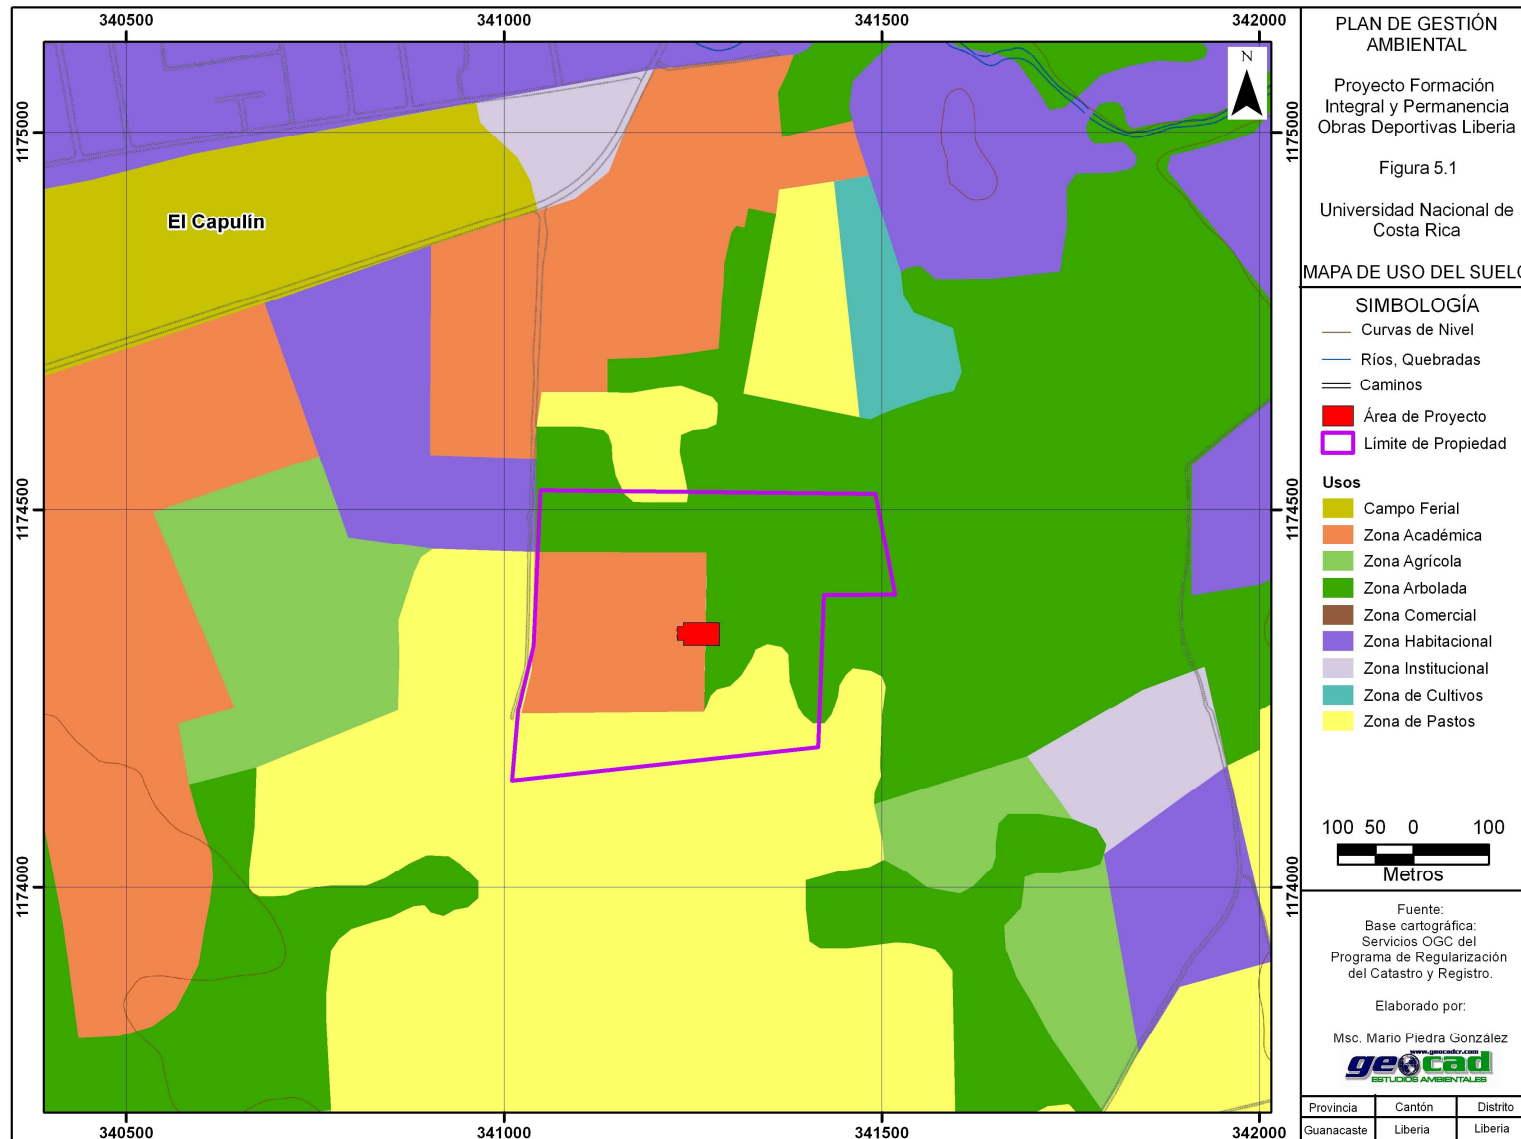 340500 341000 341500 342000
1175000 1175000
1174500 1174500
1174000 1174000
340500 341000 341500 342000
N
El Capulín
PLAN DE GESTIÓN
AMBIENTAL
Proyecto Formación
Integral y Permanencia
Obras Deportivas Liberia
Figura 5.1
Universidad Nacional de
Costa Rica
MAPA DE USO DEL SUELO
SIMBOLOGÍA
Curvas de Nivel
Ríos, Quebradas
Caminos
Área de Proyecto
Límite de Propiedad
Usos
Campo Ferial
Zona Académica
Zona Agrícola
Zona Arbolada
Zona Comercial
Zona Habitacional
Zona Institucional
Zona de Cultivos
Zona de Pastos
100 50 0 100
Metros
Fuente:
Base cartográfica:
Servicios OGC del
Programa de Regularización
del Catastro y Registro.
Elaborado por:
Msc. Mario Piedra González
www.geocadcr.com
geocad
ESTUDIOS AMBIENTALES
Provincia Cantón Distrito
Guanacaste Liberia Liberia